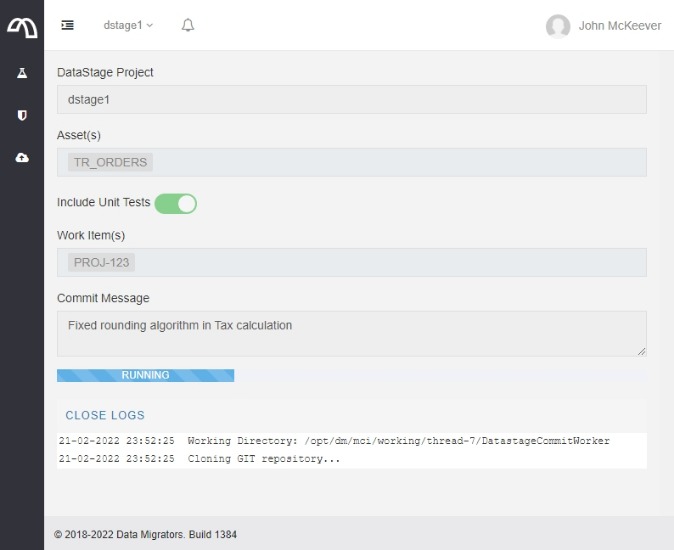 dstage1
John McKeever
DataStage Project
dstage1
Asset(s)
TR_ORDERS
Include Unit Tests
Work Item(s)
PROJ-123
Commit Message
Fixed rounding algorithm in Tax calculation
RUNNING
CLOSE LOGS
21-02-2022 23:52:25 Working Directory: /opt/dm/mci/working/thread-7/DatastageCommitWorker
21-02-2022 23:52:25 Cloning GIT repository...
© 2018-2022 Data Migrators. Build 1384